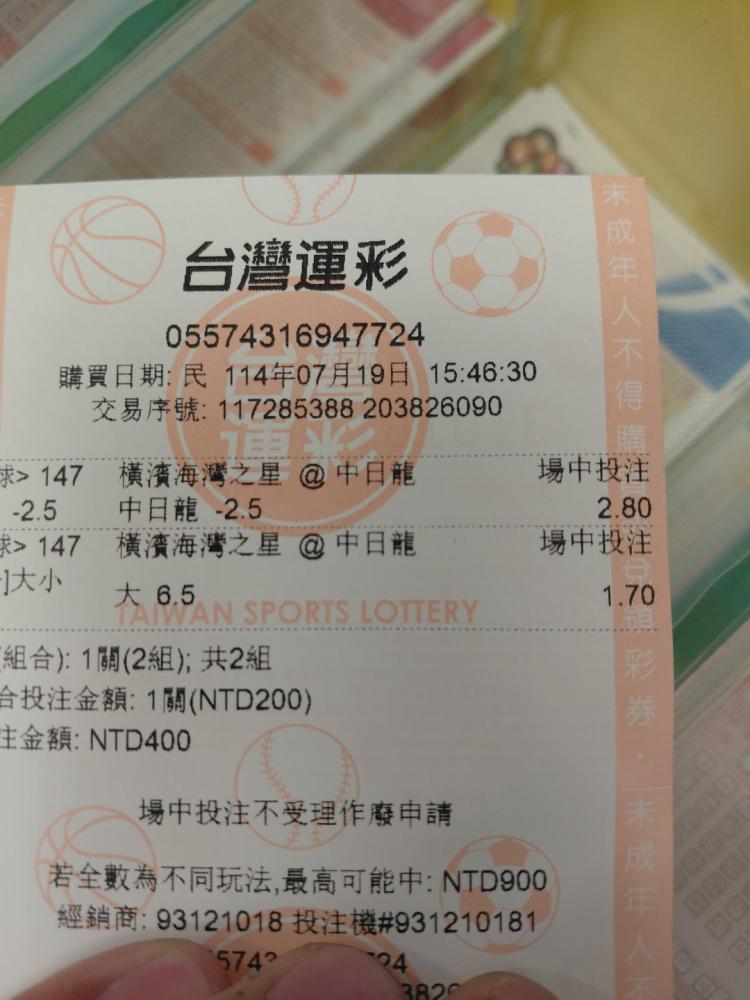 台灣運彩
05574316947724
購買日期: 民 114年07月19日 15:46:30
交易序號: 117285388 203826090
球> 147 橫濱海灣之星 @ 中日龍 場中投注
-2.5 中日龍 -2.5 2.80
球> 147 橫濱海灣之星 @ 中日龍 場中投注
]大小 大 6.5 1.70
TAIWAN SPORTS LOTTERY
(組合): 1關(2組); 共2組
合投注金額: 1關(NTD200)
注金額: NTD400
場中投注不受理作廢申請
若全數為不同玩法,最高可能中: NTD900
經銷商: 93121018 投注機#931210181
未成年人不得購買或兌領彩券．未成年人不